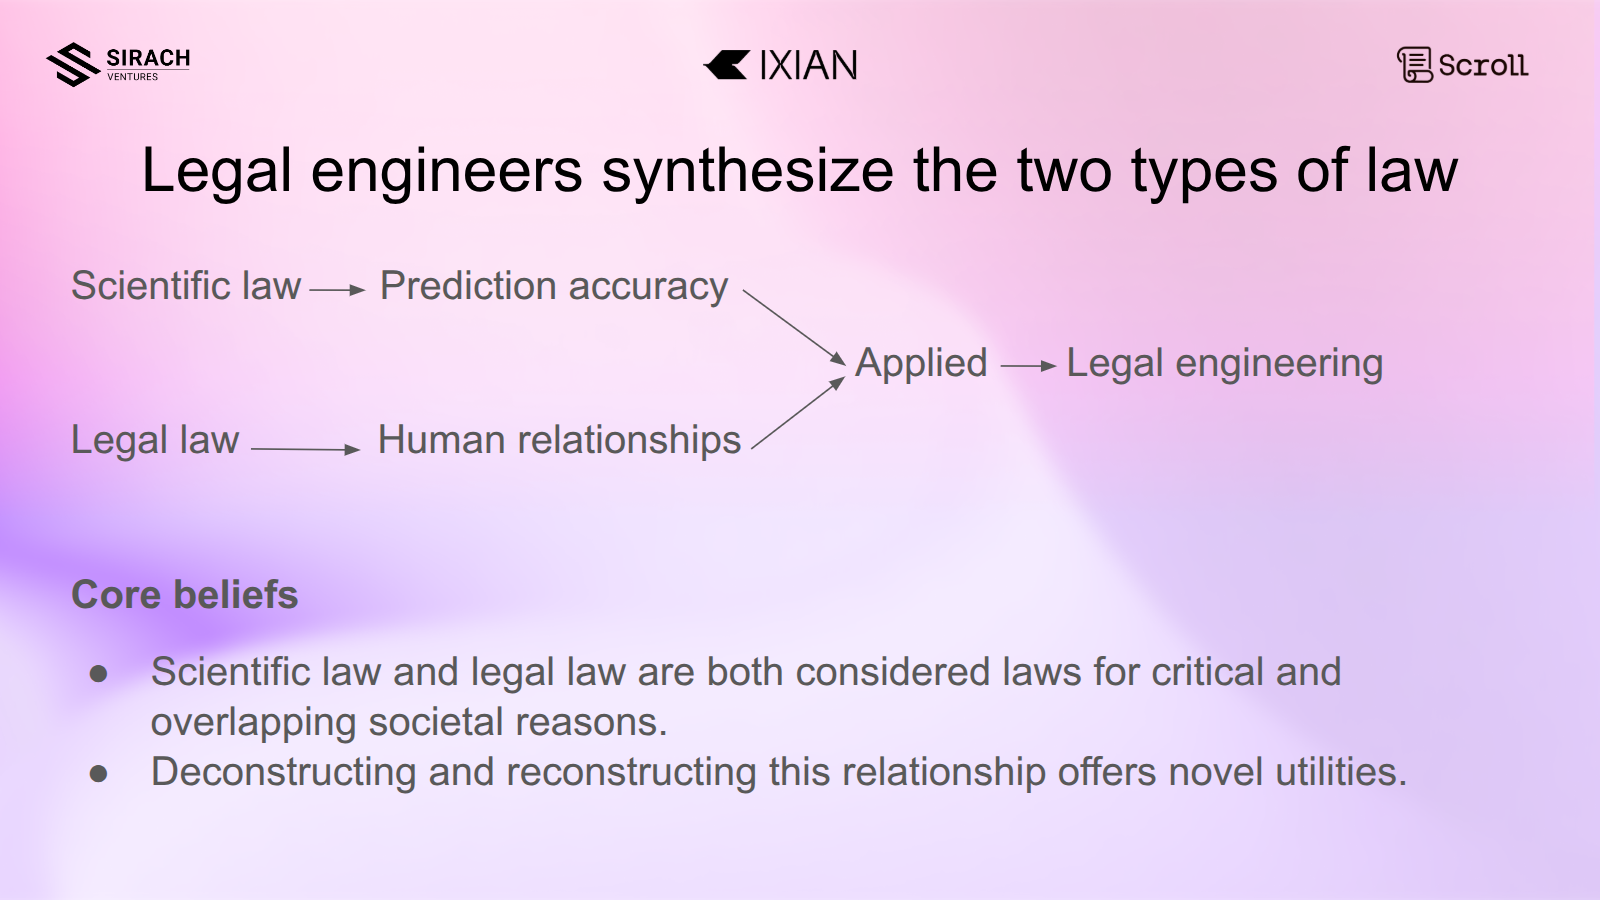 SIRACH
VENTURES
IXIAN
Scroll
Legal engineers synthesize the two types of law
Scientific law
Prediction accuracy
Applied
Legal engineering
Legal law
Human relationships
Core beliefs
● Scientific law and legal law are both considered laws for critical and
overlapping societal reasons.
● Deconstructing and reconstructing this relationship offers novel utilities.